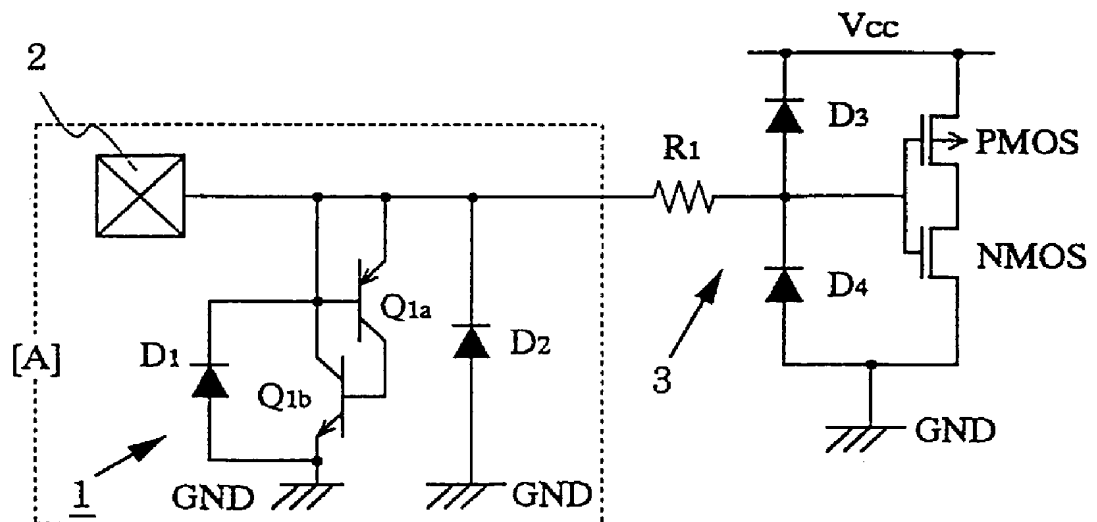 2
Vcc
D3
R1
PMOS
NMOS
Q1a
D4
[A]
D1
D2
Q1b
3
GND
1
GND
GND